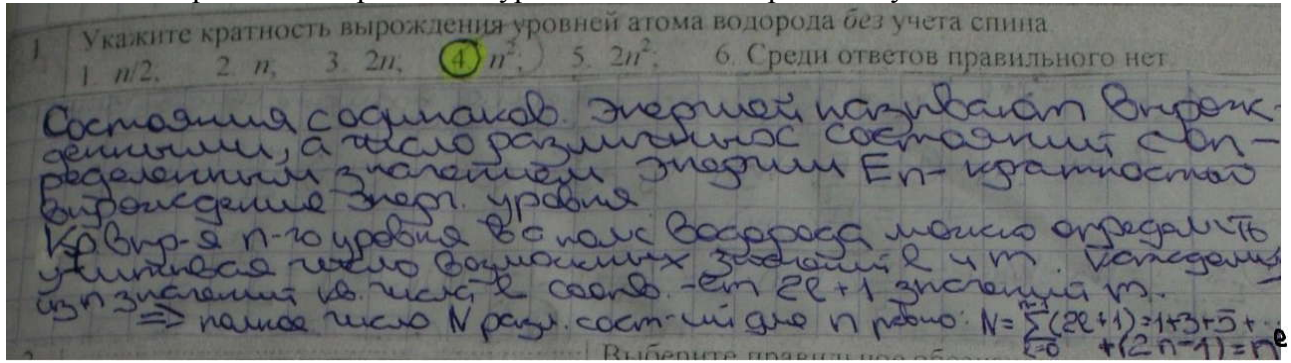 1. Укажите кратность вырождения уровней атома водорода без учета спина.
1. n/2; 2. n; 3. 2n; 4. n²; 5. 2n²; 6. Среди ответов правильного нет.
Состояния с одинаков. энергией называют вырож-
денными, а число различных состояний с оп-
ределенным значением энергии En - кратностью
вырождения энерг. уровня.
Кр выр-я n-го уровня в атоме водорода можно определить
учитывая число возможных значений l и m. Каждому
из n значений кв. числа l соотв. -ет 2l+1 значений m.
⇒ полное число N разл. сост-ий для n равно: N = ∑(2l+1) = 1+3+5+...
l=0 +(2n-1) = n²